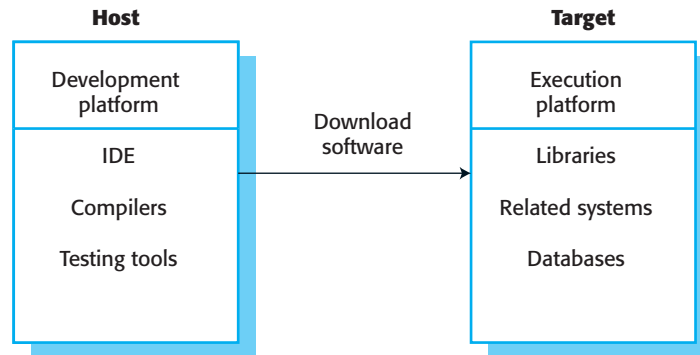 Host
Development
platform
IDE
Compilers
Testing tools
Download
software
Target
Execution
platform
Libraries
Related systems
Databases